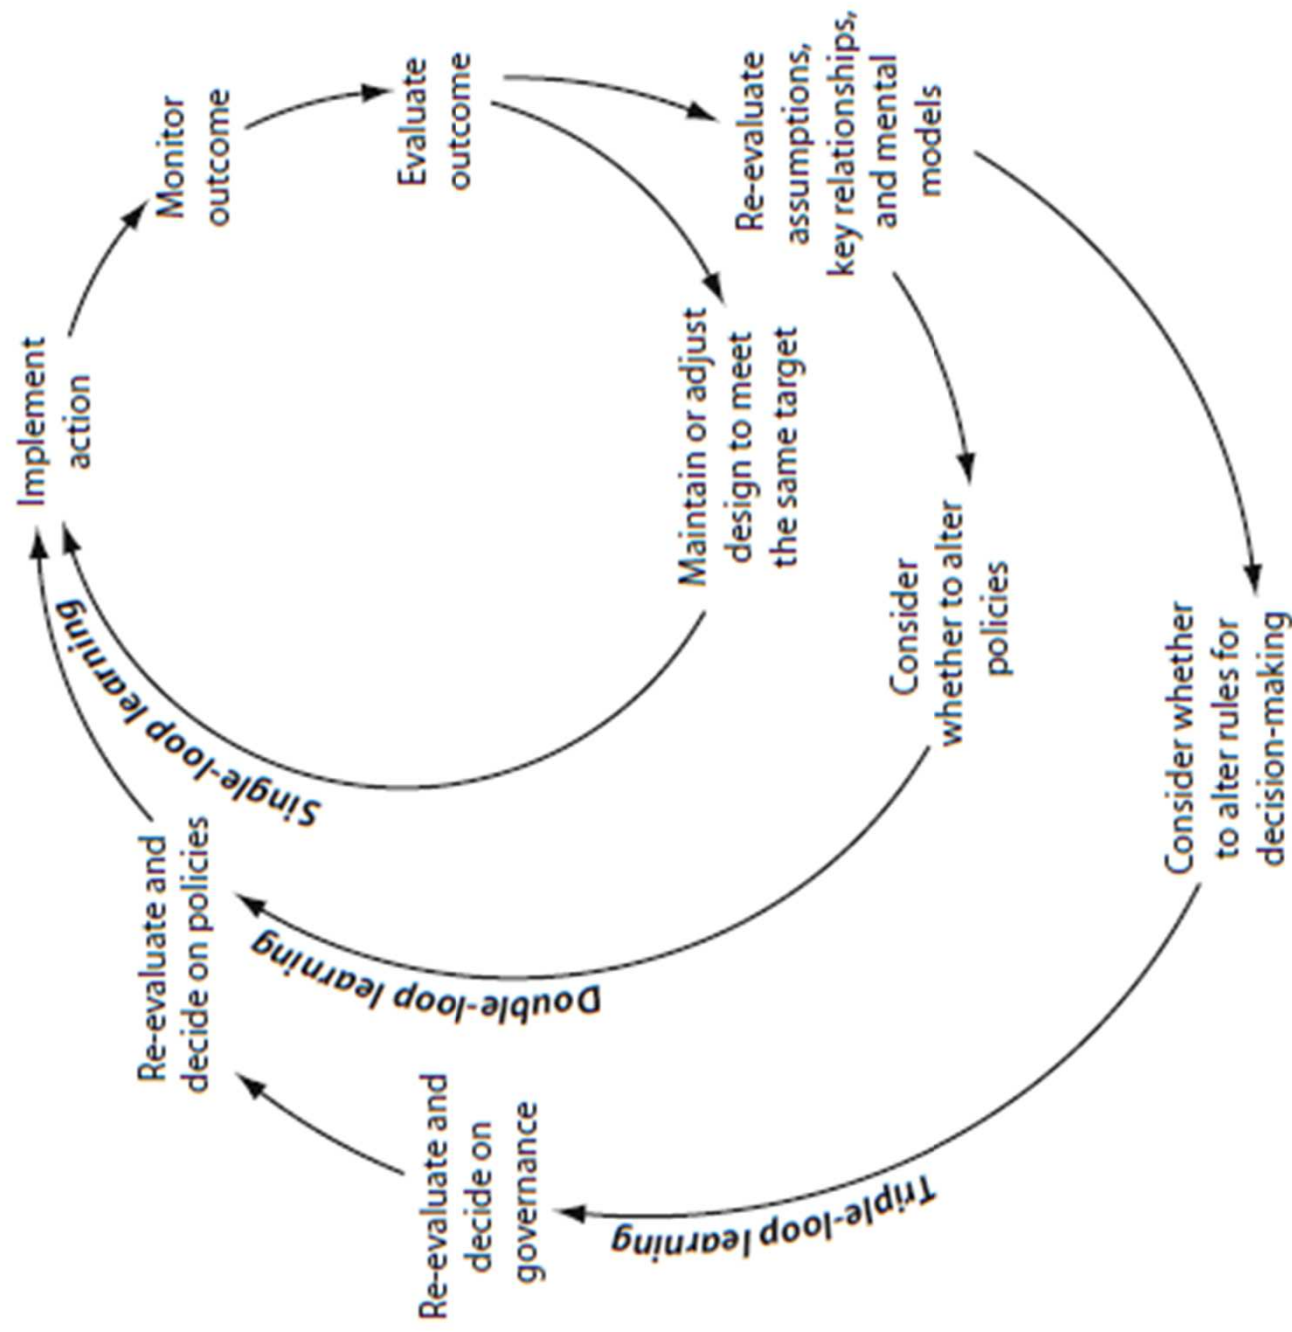 Implement
action
Monitor
outcome
Evaluate
outcome
Re-evaluate
assumptions,
key relationships,
and mental
models
Maintain or adjust
design to meet
the same target
Consider
whether to alter
policies
Consider whether
to alter rules for
decision-making
Re-evaluate and
decide on policies
Re-evaluate and
decide on
governance
Single-loop learning
Double-loop learning
Triple-loop learning